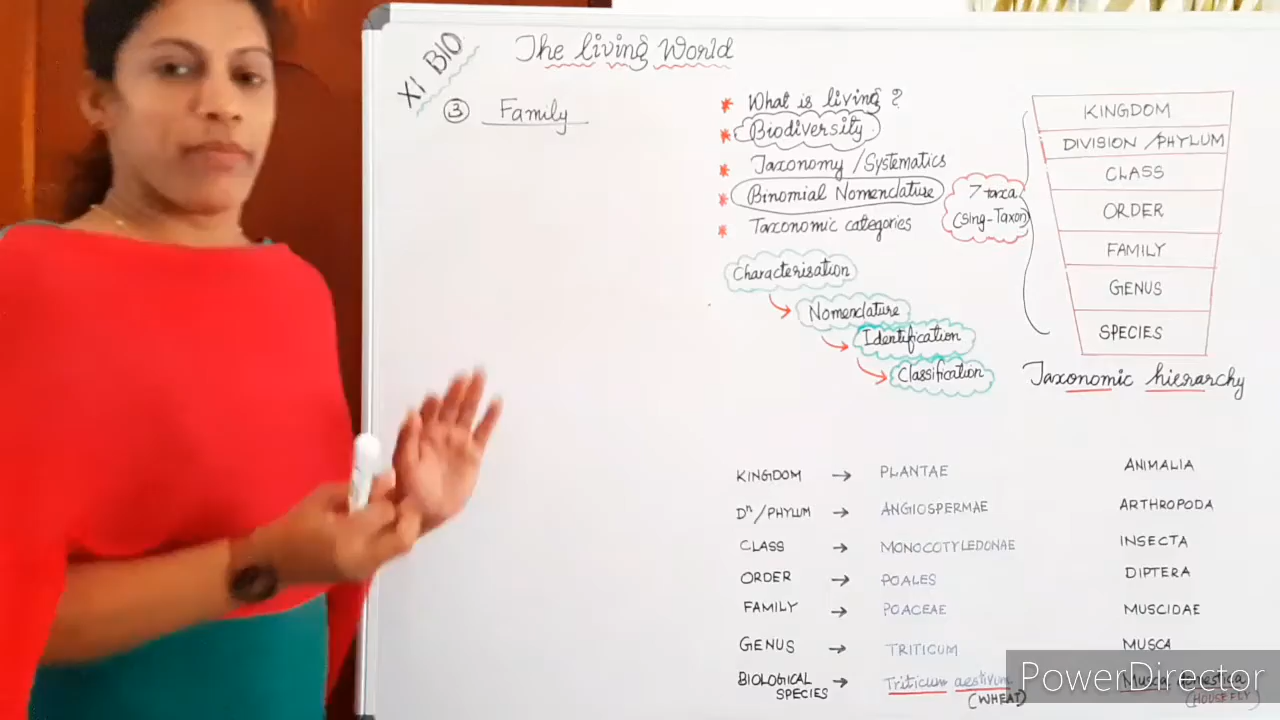 XI BIO
The living World
③ Family
* What is living ?
* Biodiversity
* Taxonomy / Systematics
* Binomial Nomenclature
* Taxonomic categories
Characterisation
Nomenclature
Identification
Classification
7 taxa
(sing-Taxon)
KINGDOM
DIVISION / PHYLUM
CLASS
ORDER
FAMILY
GENUS
SPECIES
Taxonomic hierarchy
KINGDOM → PLANTAE ANIMALIA
Dⁿ/PHYLUM → ANGIOSPERMAE ARTHROPODA
CLASS → MONOCOTYLEDONAE INSECTA
ORDER → POALES DIPTERA
FAMILY → POACEAE MUSCIDAE
GENUS → TRITICUM MUSCA
BIOLOGICAL SPECIES → Triticum aestivum Musca domestica
(WHEAT) (HOUSEFLY)
PowerDirector